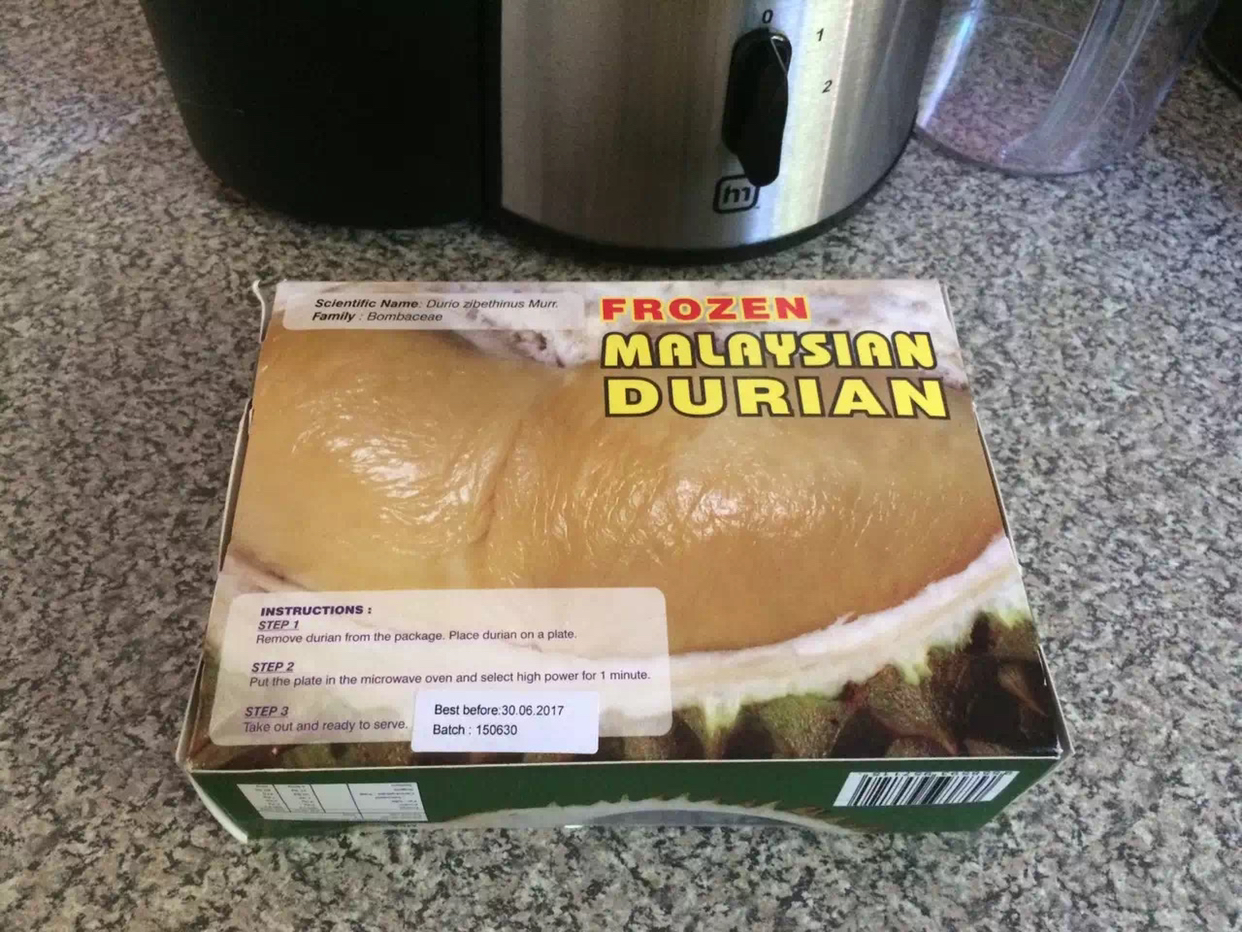 0
1
2
Scientific Name: Durio zibethinus Murr.
Family : Bombaceae
FROZEN
MALAYSIAN
DURIAN
INSTRUCTIONS :
STEP 1
Remove durian from the package. Place durian on a plate.
STEP 2
Put the plate in the microwave oven and select high power for 1 minute.
STEP 3
Take out and ready to serve.
Best before:30.06.2017
Batch : 150630